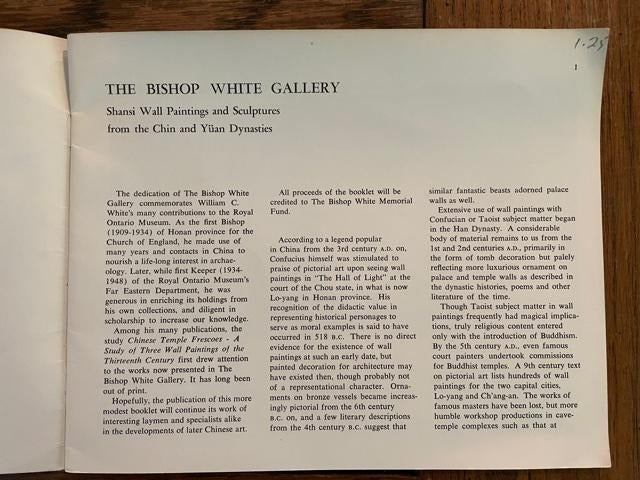 1.25
1
THE BISHOP WHITE GALLERY
Shansi Wall Paintings and Sculptures
from the Chin and Yüan Dynasties
The dedication of The Bishop White
Gallery commemorates William C.
White's many contributions to the Royal
Ontario Museum. As the first Bishop
(1909-1934) of Honan province for the
Church of England, he made use of
many years and contacts in China to
nourish a life-long interest in archae-
ology. Later, while first Keeper (1934-
1948) of the Royal Ontario Museum's
Far Eastern Department, he was
generous in enriching its holdings from
his own collections, and diligent in
scholarship to increase our knowledge.
Among his many publications, the
study Chinese Temple Frescoes - A
Study of Three Wall Paintings of the
Thirteenth Century first drew attention
to the works now presented in The
Bishop White Gallery. It has long been
out of print.
Hopefully, the publication of this more
modest booklet will continue its work of
interesting laymen and specialists alike
in the developments of later Chinese art.
All proceeds of the booklet will be
credited to The Bishop White Memorial
Fund.
According to a legend popular
in China from the 3rd century A.D. on,
Confucius himself was stimulated to
praise of pictorial art upon seeing wall
paintings in "The Hall of Light" at the
court of the Chou state, in what is now
Lo-yang in Honan province. His
recognition of the didactic value in
representing historical personages to
serve as moral examples is said to have
occurred in 518 B.C. There is no direct
evidence for the existence of wall
paintings at such an early date, but
painted decoration for architecture may
have existed then, though probably not
of a representational character. Orna-
ments on bronze vessels became increas-
ingly pictorial from the 6th century
B.C. on, and a few literary descriptions
from the 4th century B.C. suggest that
similar fantastic beasts adorned palace
walls as well.
Extensive use of wall paintings with
Confucian or Taoist subject matter began
in the Han Dynasty. A considerable
body of material remains to us from the
1st and 2nd centuries A.D., primarily in
the form of tomb decoration but palely
reflecting more luxurious ornament on
palace and temple walls as described in
the dynastic histories, poems and other
literature of the time.
Though Taoist subject matter in wall
paintings frequently had magical implica-
tions, truly religious content entered
only with the introduction of Buddhism.
By the 5th century A.D., even famous
court painters undertook commissions
for Buddhist temples. A 9th century text
on pictorial art lists hundreds of wall
paintings for the two capital cities,
Lo-yang and Ch'ang-an. The works of
famous masters have been lost, but more
humble workshop productions in cave-
temple complexes such as that at